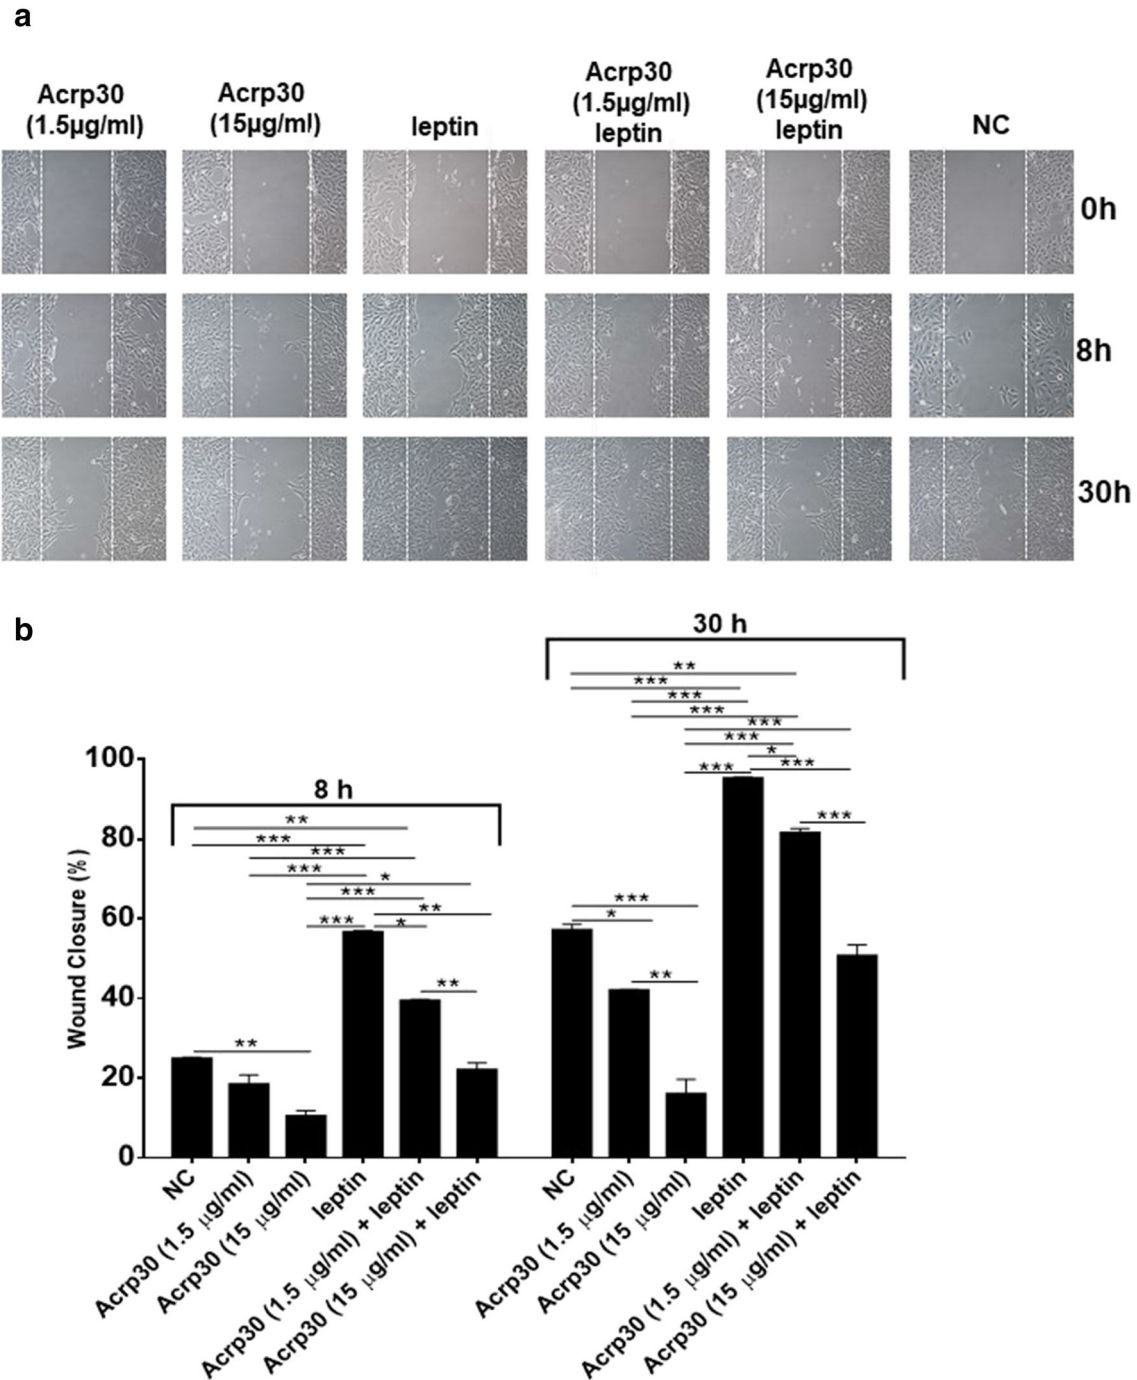 a
Acrp30
(1.5µg/ml)
Acrp30
(15µg/ml)
leptin
Acrp30
(1.5µg/ml)
leptin
Acrp30
(15µg/ml)
leptin
NC
0h
8h
30h
b
30 h
**
***
***
***
***
***
*
***
***
100
8 h
***
**
***
***
***
*
***
**
***
*
80
***
*
60
**
**
40
**
20
0
Wound Closure (%)
NC
Acrp30 (1.5 µg/ml)
Acrp30 (15 µg/ml)
leptin
Acrp30 (1.5 µg/ml) + leptin
Acrp30 (15 µg/ml) + leptin
NC
Acrp30 (1.5 µg/ml)
Acrp30 (15 µg/ml)
leptin
Acrp30 (1.5 µg/ml) + leptin
Acrp30 (15 µg/ml) + leptin